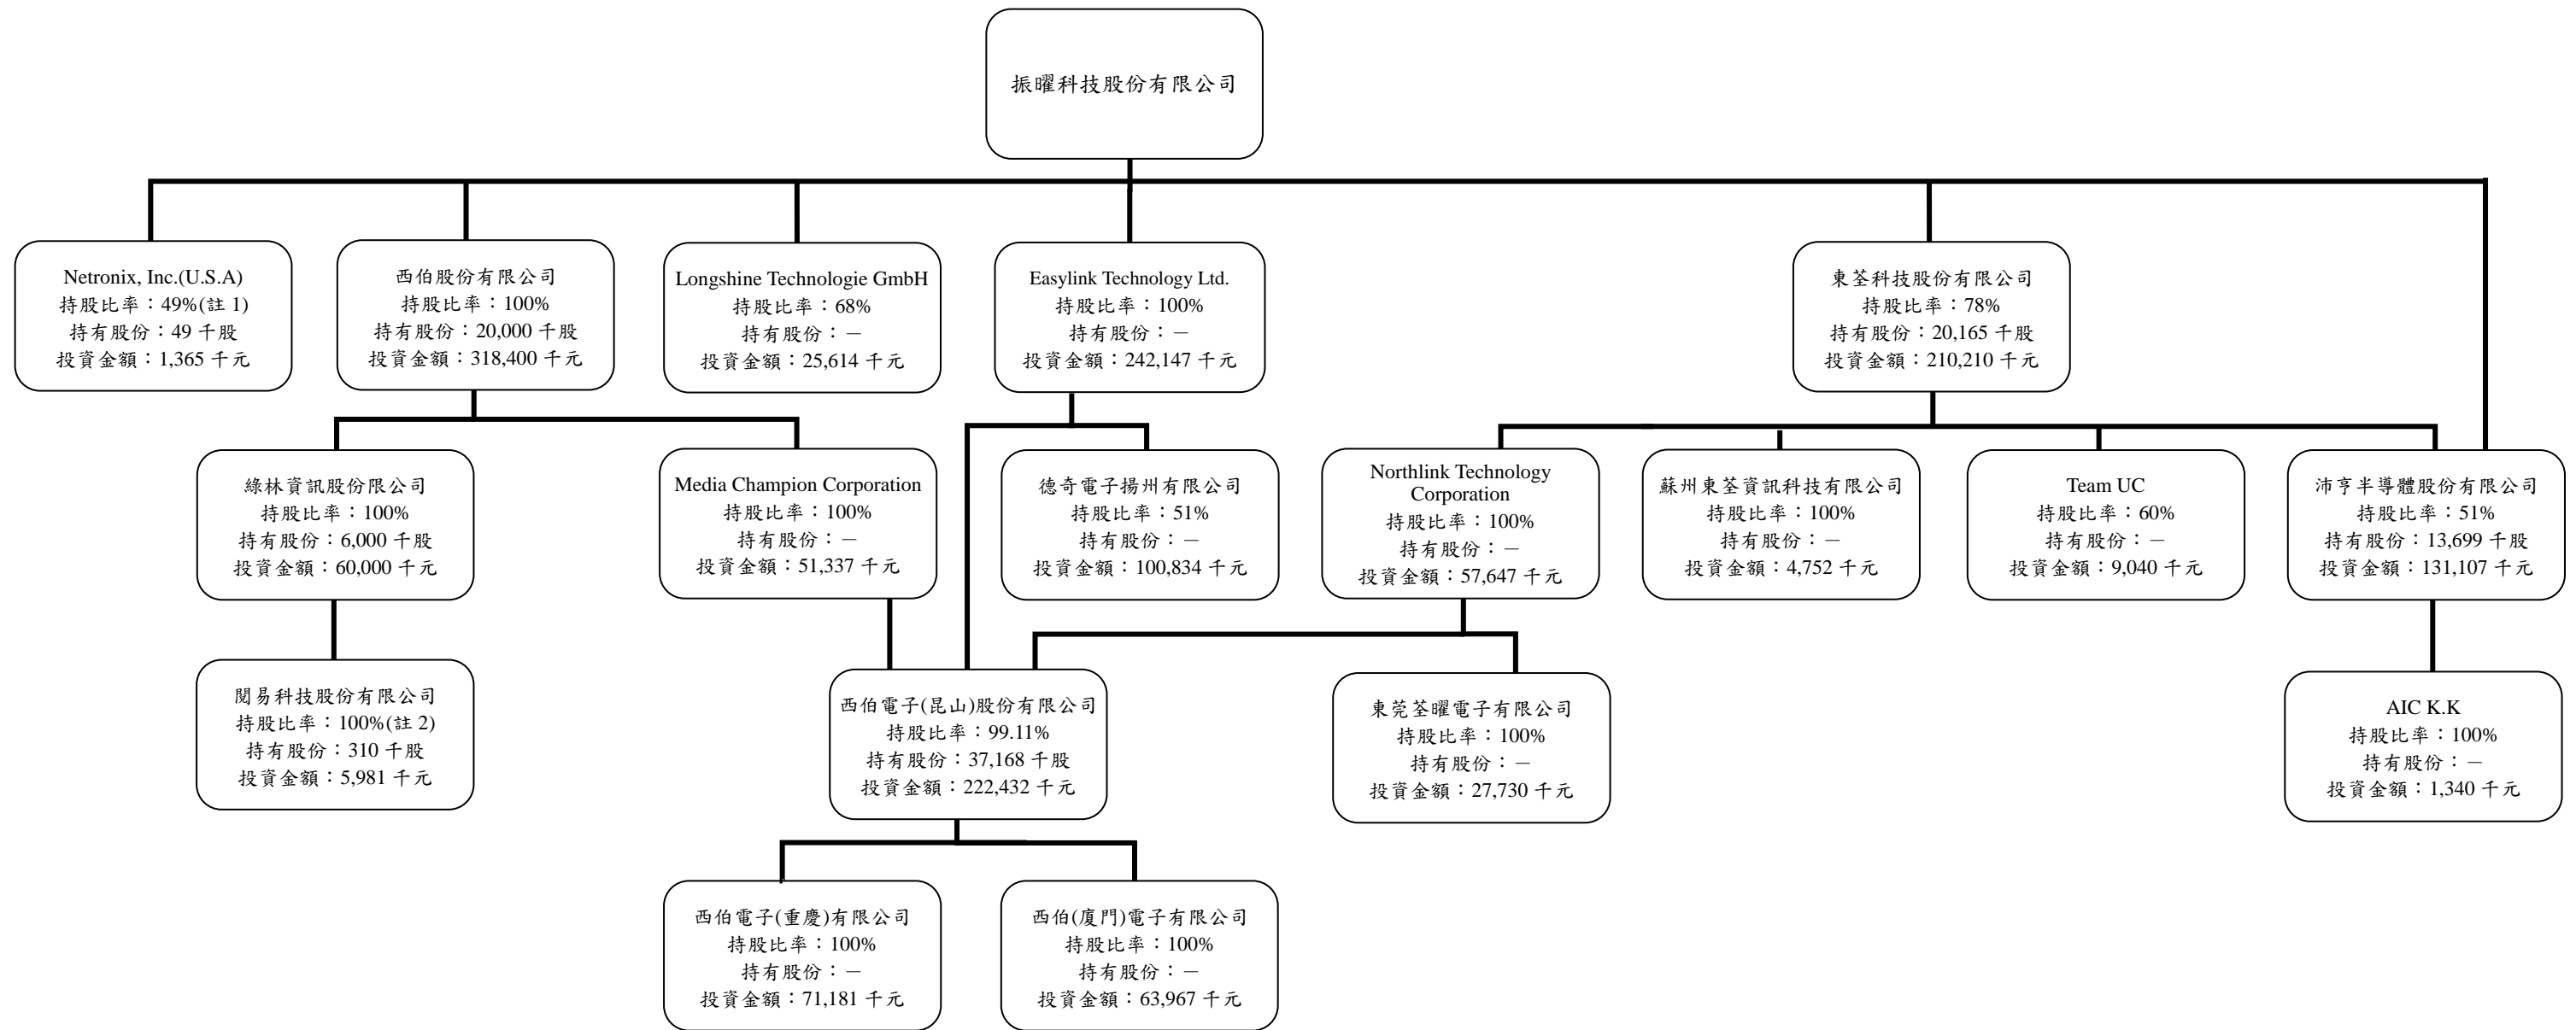 振曜科技股份有限公司
Netronix, Inc.(U.S.A)
持股比率：49%(註 1)
持有股份：49 千股
投資金額：1,365 千元
西伯股份有限公司
持股比率：100%
持有股份：20,000 千股
投資金額：318,400 千元
Longshine Technologie GmbH
持股比率：68%
持有股份：－
投資金額：25,614 千元
Easylink Technology Ltd.
持股比率：100%
持有股份：－
投資金額：242,147 千元
東荃科技股份有限公司
持股比率：78%
持有股份：20,165 千股
投資金額：210,210 千元
綠林資訊股份限公司
持股比率：100%
持有股份：6,000 千股
投資金額：60,000 千元
Media Champion Corporation
持股比率：100%
持有股份：－
投資金額：51,337 千元
德奇電子揚州有限公司
持股比率：51%
持有股份：－
投資金額：100,834 千元
Northlink Technology
Corporation
持股比率：100%
持有股份：－
投資金額：57,647 千元
蘇州東荃資訊科技有限公司
持股比率：100%
持有股份：－
投資金額：4,752 千元
Team UC
持股比率：60%
持有股份：－
投資金額：9,040 千元
沛亨半導體股份有限公司
持股比率：51%
持有股份：13,699 千股
投資金額：131,107 千元
閱易科技股份有限公司
持股比率：100%(註 2)
持有股份：310 千股
投資金額：5,981 千元
西伯電子(昆山)股份有限公司
持股比率：99.11%
持有股份：37,168 千股
投資金額：222,432 千元
東莞荃曜電子有限公司
持股比率：100%
持有股份：－
投資金額：27,730 千元
AIC K.K
持股比率：100%
持有股份：－
投資金額：1,340 千元
西伯電子(重慶)有限公司
持股比率：100%
持有股份：－
投資金額：71,181 千元
西伯(廈門)電子有限公司
持股比率：100%
持有股份：－
投資金額：63,967 千元